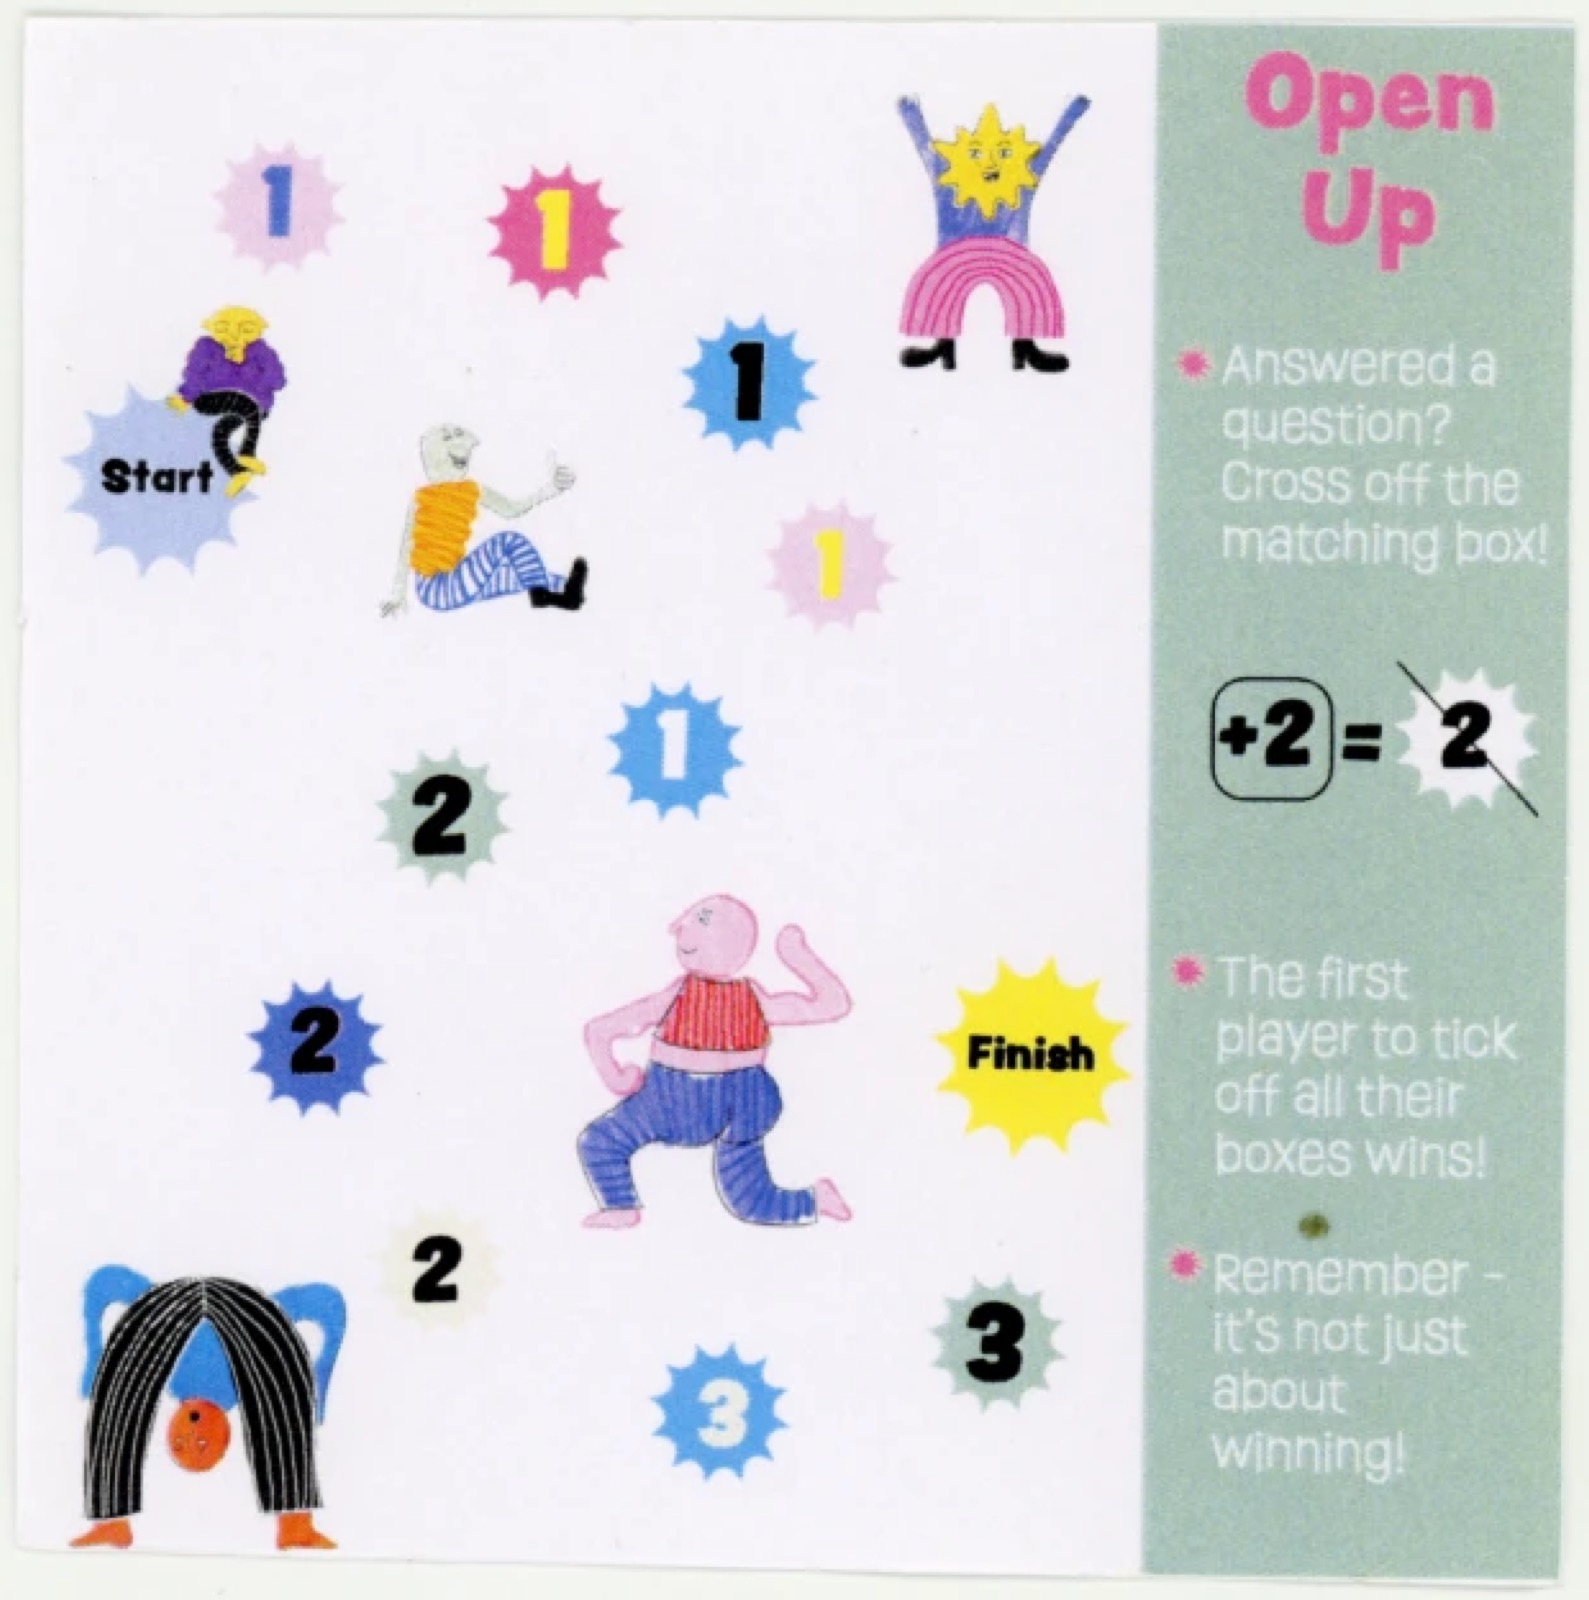 1
1
1
Start
1
1
2
2
Finish
2
3
3
Open
Up
Answered a
question?
Cross off the
matching box!
+2 = 2
The first
player to tick
off all their
boxes wins!
Remember -
it's not just
about
winning!